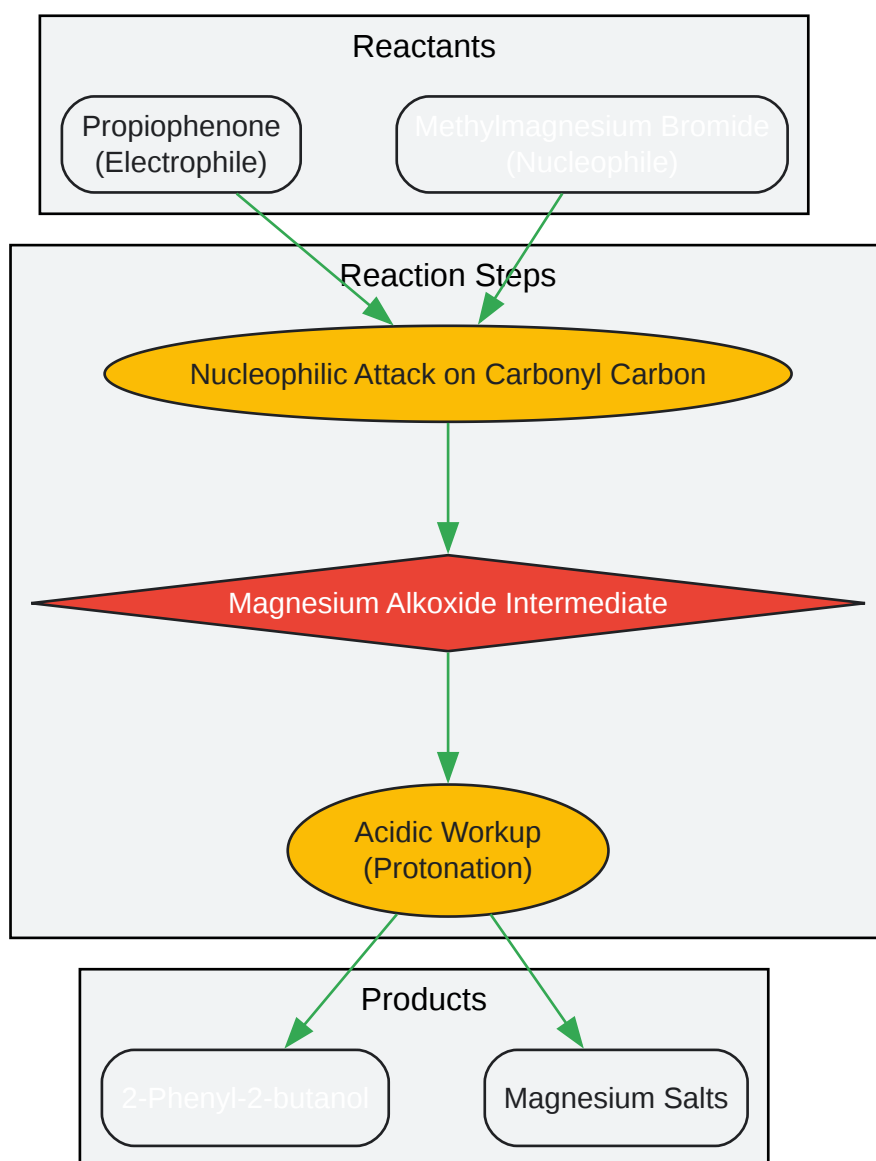 Reactants
Propiophenone
(Electrophile)
Methylmagnesium Bromide
(Nucleophile)
Reaction Steps
Nucleophilic Attack on Carbonyl Carbon
Magnesium Alkoxide Intermediate
Acidic Workup
(Protonation)
Products
2-Phenyl-2-butanol
Magnesium Salts